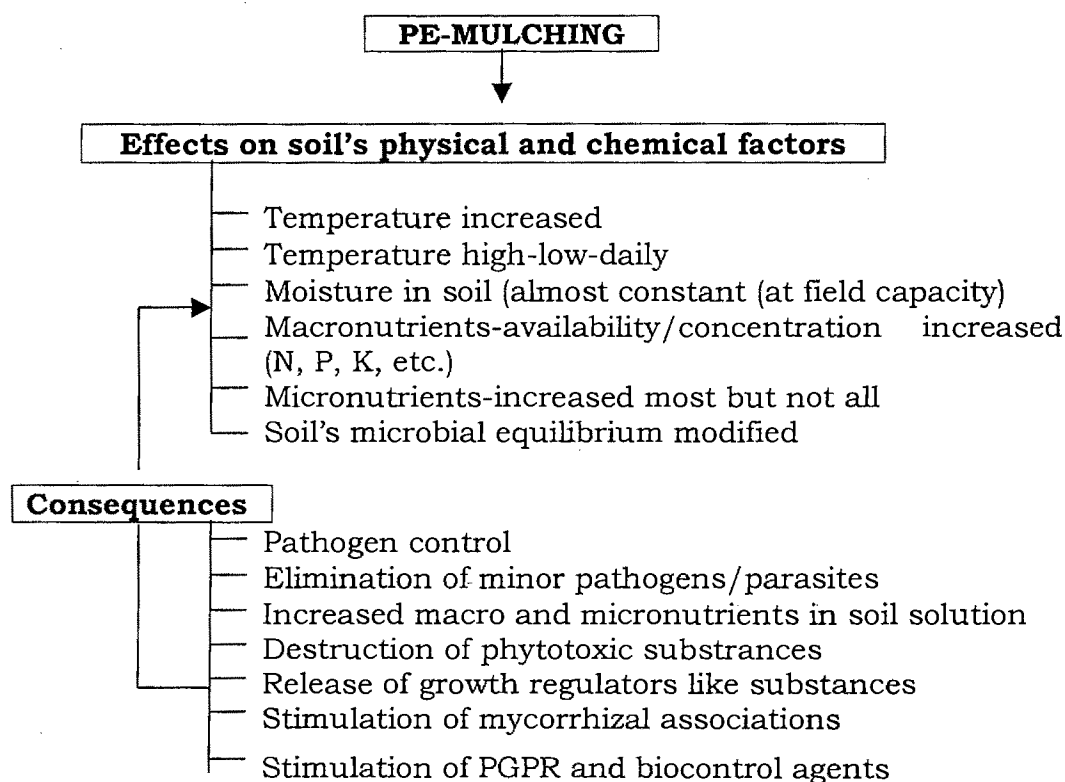 PE-MULCHING
Effects on soil's physical and chemical factors
Temperature increased
Temperature high-low-daily
Moisture in soil (almost constant (at field capacity)
Macronutrients-availability/concentration increased
(N, P, K, etc.)
Micronutrients-increased most but not all
Soil's microbial equilibrium modified
Consequences
Pathogen control
Elimination of minor pathogens/parasites
Increased macro and micronutrients in soil solution
Destruction of phytotoxic substrances
Release of growth regulators like substances
Stimulation of mycorrhizal associations
Stimulation of PGPR and biocontrol agents